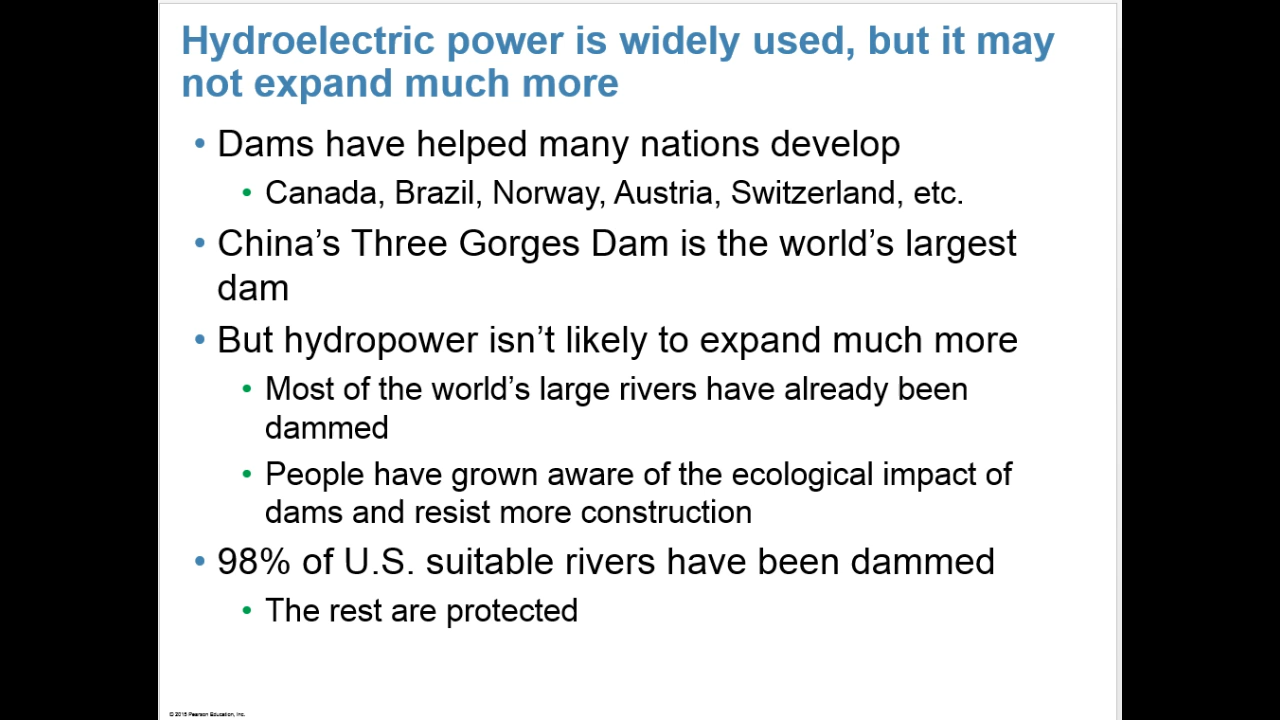 Hydroelectric power is widely used, but it may
not expand much more
• Dams have helped many nations develop
• Canada, Brazil, Norway, Austria, Switzerland, etc.
• China’s Three Gorges Dam is the world’s largest
dam
• But hydropower isn’t likely to expand much more
• Most of the world’s large rivers have already been
dammed
• People have grown aware of the ecological impact of
dams and resist more construction
• 98% of U.S. suitable rivers have been dammed
• The rest are protected
© 2015 Pearson Education, Inc.